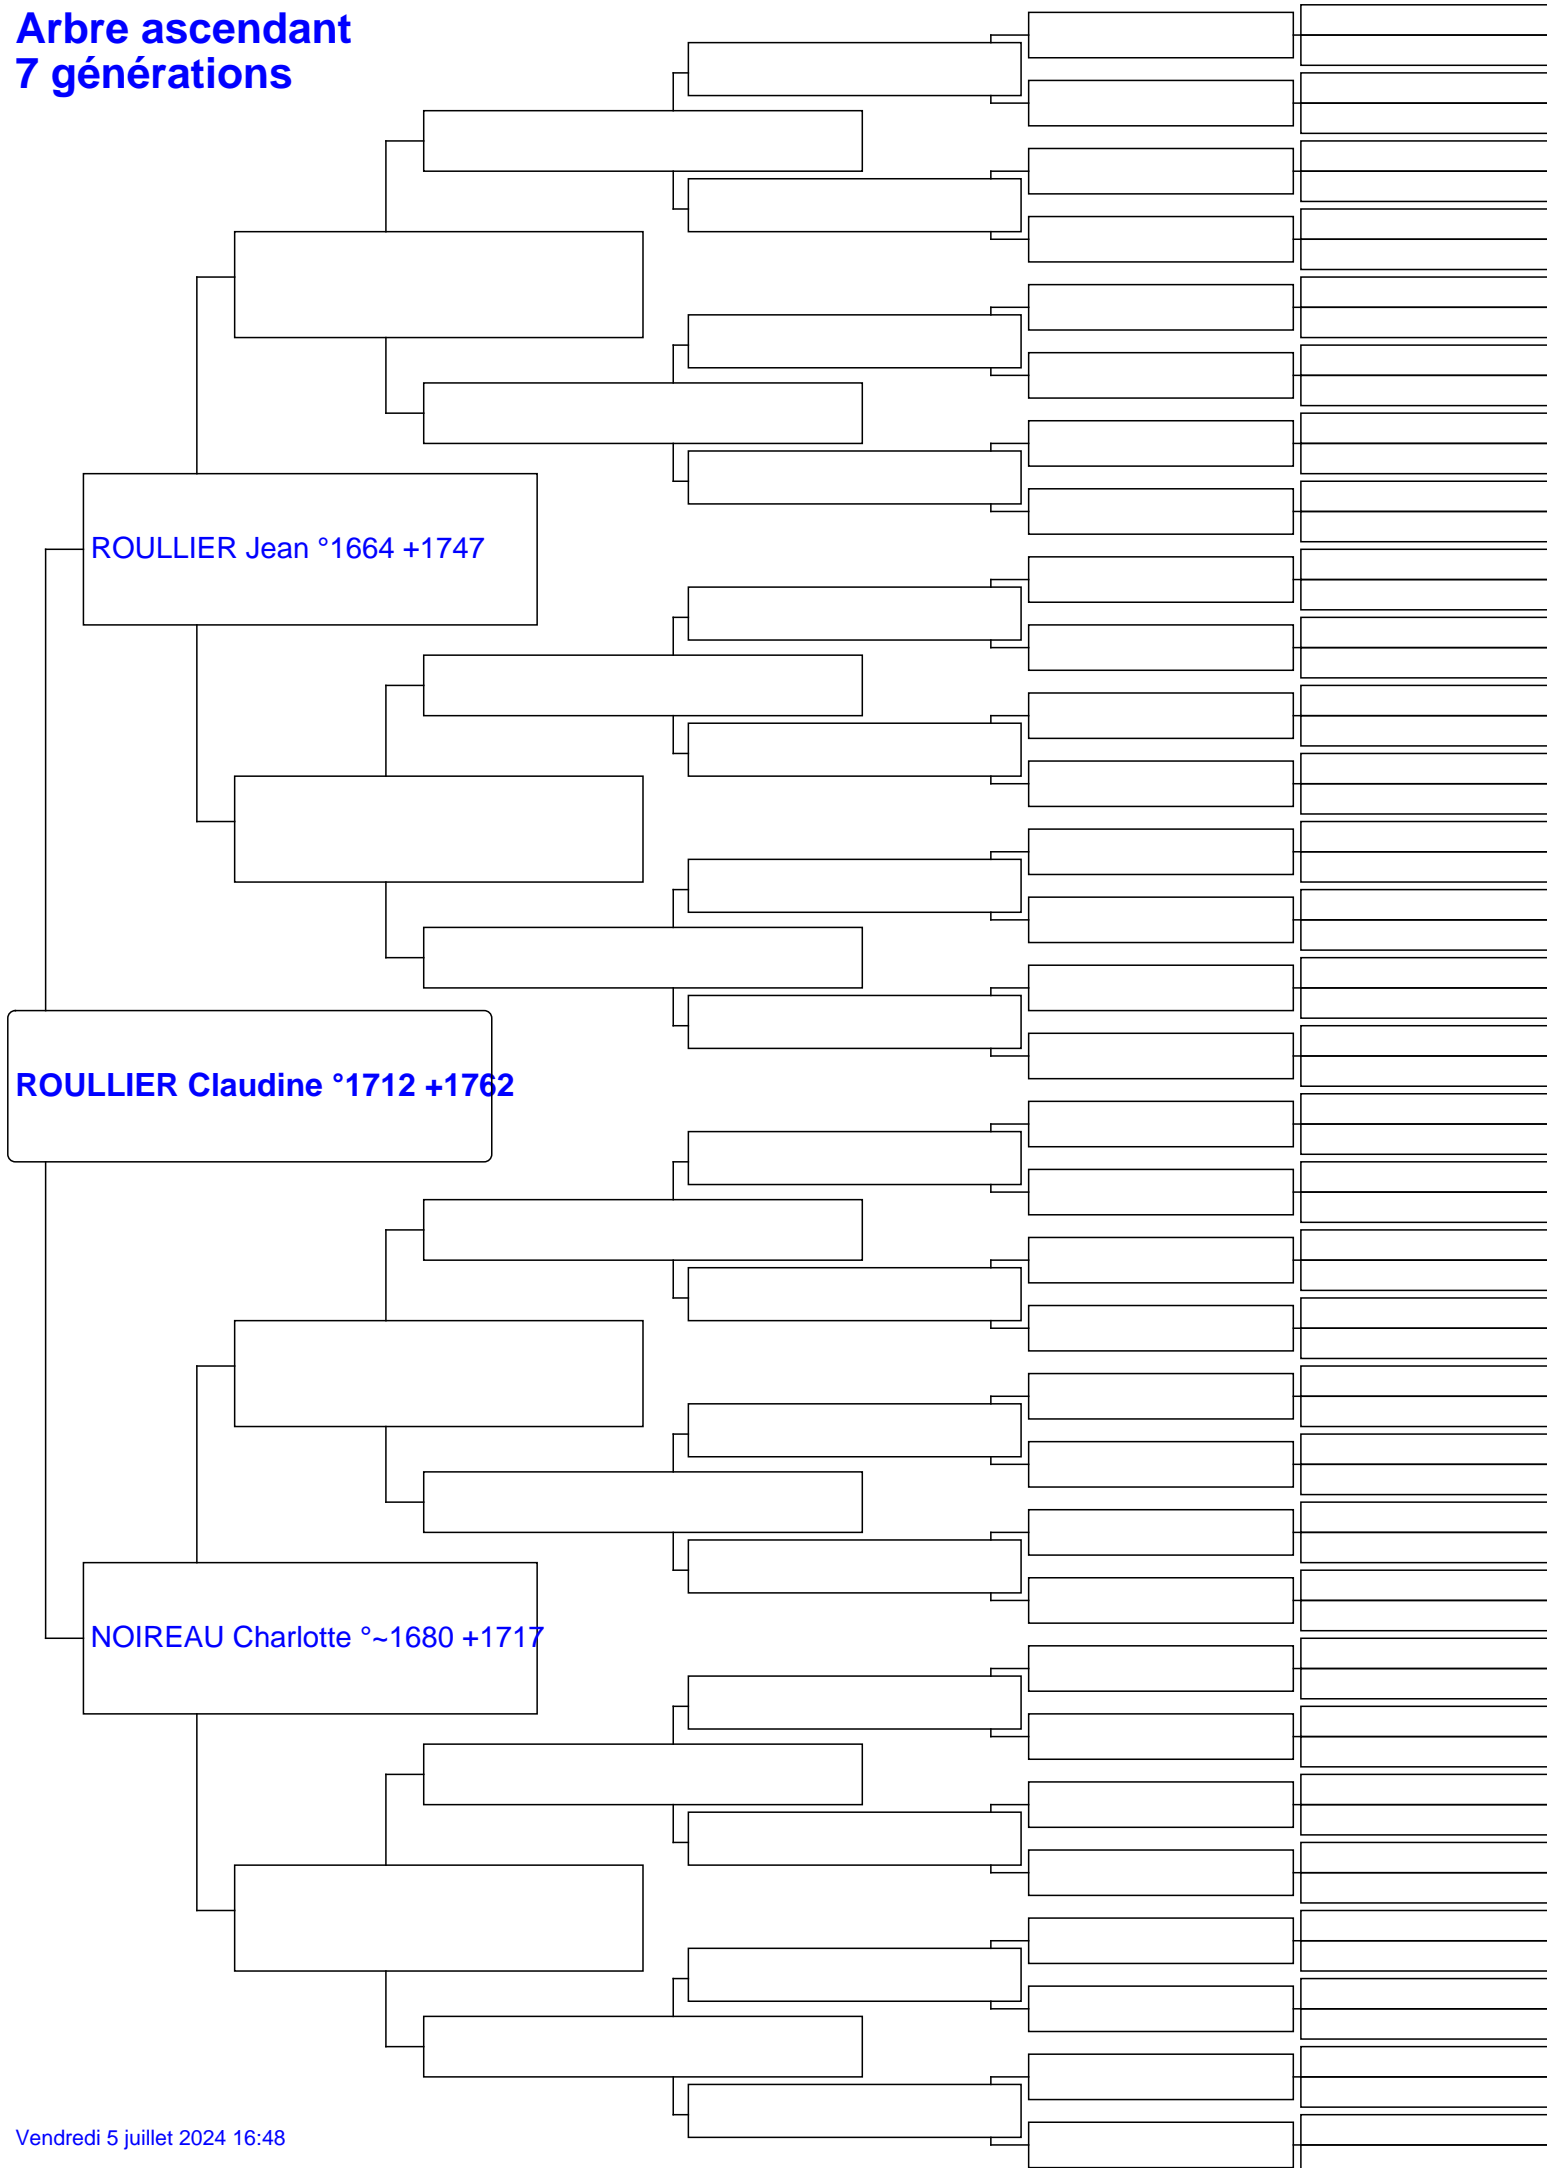 Arbre ascendant
7 générations
ROULLIER Jean °1664 +1747
ROULLIER Claudine °1712 +1762
NOIREAU Charlotte °~1680 +1717
Vendredi 5 juillet 2024 16:48